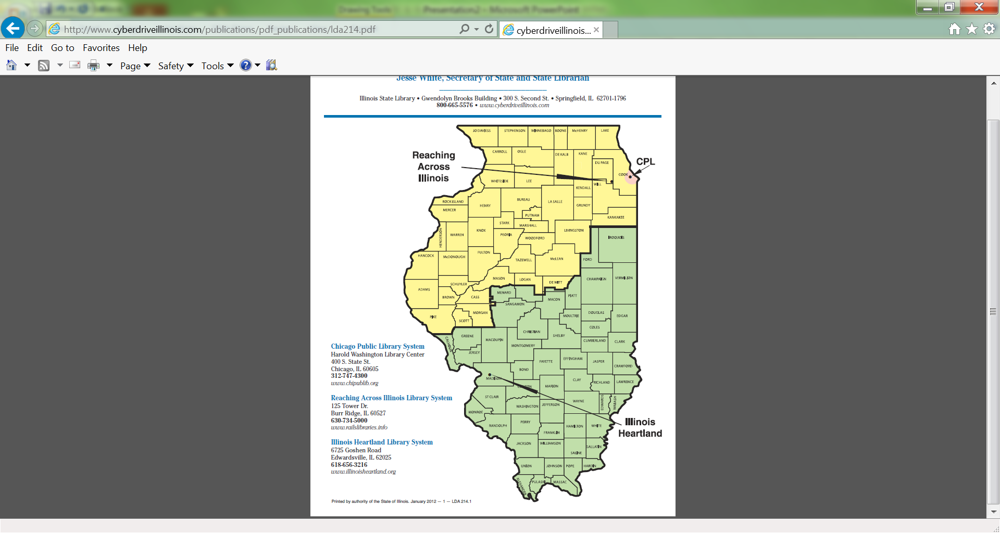 Drawing Tools
Presentation2 - Microsoft PowerPoint
http://www.cyberdriveillinois.com/publications/pdf_publications/lda214.pdf
cyberdriveillinois...
File Edit Go to Favorites Help
Page Safety Tools
Jesse White, Secretary of State and State Librarian
Illinois State Library • Gwendolyn Brooks Building • 300 S. Second St. • Springfield, IL 62701-1796
800-665-5576 • www.cyberdriveillinois.com
JO DAVIESS STEPHENSON WINNEBAGO BOONE McHENRY LAKE
CARROLL OGLE DE KALB KANE
Reaching
Across
Illinois
DU PAGE
CPL
COOK
WHITESIDE LEE WILL
KENDALL
ROCK ISLAND BUREAU LA SALLE
HENRY GRUNDY
MERCER
PUTNAM KANKAKEE
STARK MARSHALL
HENDERSON WARREN KNOX PEORIA LIVINGSTON
WOODFORD IROQUOIS
HANCOCK McDONOUGH FULTON TAZEWELL McLEAN FORD
MASON LOGAN DE WITT CHAMPAIGN VERMILION
ADAMS SCHUYLER
BROWN CASS MENARD MACON PIATT
SANGAMON
PIKE SCOTT MORGAN MOULTRIE DOUGLAS EDGAR
CHRISTIAN SHELBY COLES
CALHOUN GREENE MACOUPIN MONTGOMERY CUMBERLAND CLARK
JERSEY FAYETTE EFFINGHAM JASPER CRAWFORD
BOND
MADISON CLINTON MARION CLAY RICHLAND LAWRENCE
ST CLAIR WASHINGTON JEFFERSON WAYNE EDWARDS WABASH
MONROE
RANDOLPH PERRY HAMILTON WHITE
FRANKLIN
Illinois
Heartland
JACKSON WILLIAMSON SALINE GALLATIN
UNION JOHNSON POPE HARDIN
ALEXANDER PULASKI MASSAC
Chicago Public Library System
Harold Washington Library Center
400 S. State St.
Chicago, IL 60605
312-747-4300
www.chipublib.org
Reaching Across Illinois Library System
125 Tower Dr.
Burr Ridge, IL 60527
630-734-5000
www.railslibraries.info
Illinois Heartland Library System
6725 Goshen Road
Edwardsville, IL 62025
618-656-3216
www.illinoisheartland.org
Printed by authority of the State of Illinois. January 2012 — 1 — LDA 214.1